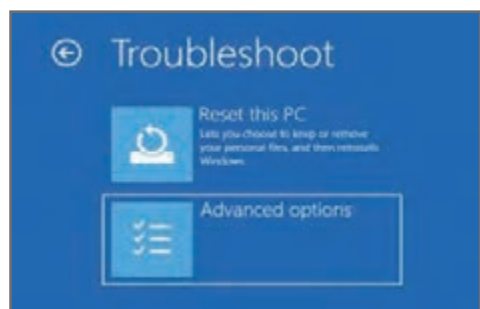 Troubleshoot
Reset this PC
Lets you choose to keep or remove
your personal files, and then reinstalls
Windows.
Advanced options